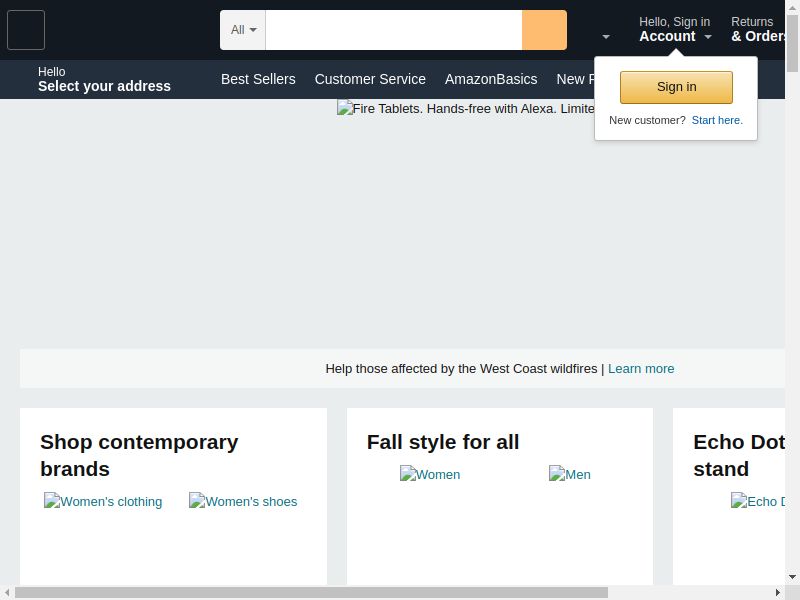 All
Hello, Sign in
Account
Returns
& Orders
Hello
Select your address
Best Sellers
Customer Service
AmazonBasics
New
Sign in
New customer? Start here.
Fire Tablets. Hands-free with Alexa.
Help those affected by the West Coast wildfires | Learn more
Shop contemporary
brands
Women's clothing
Women's shoes
Fall style for all
Women
Men
Echo Dot
stand
Echo